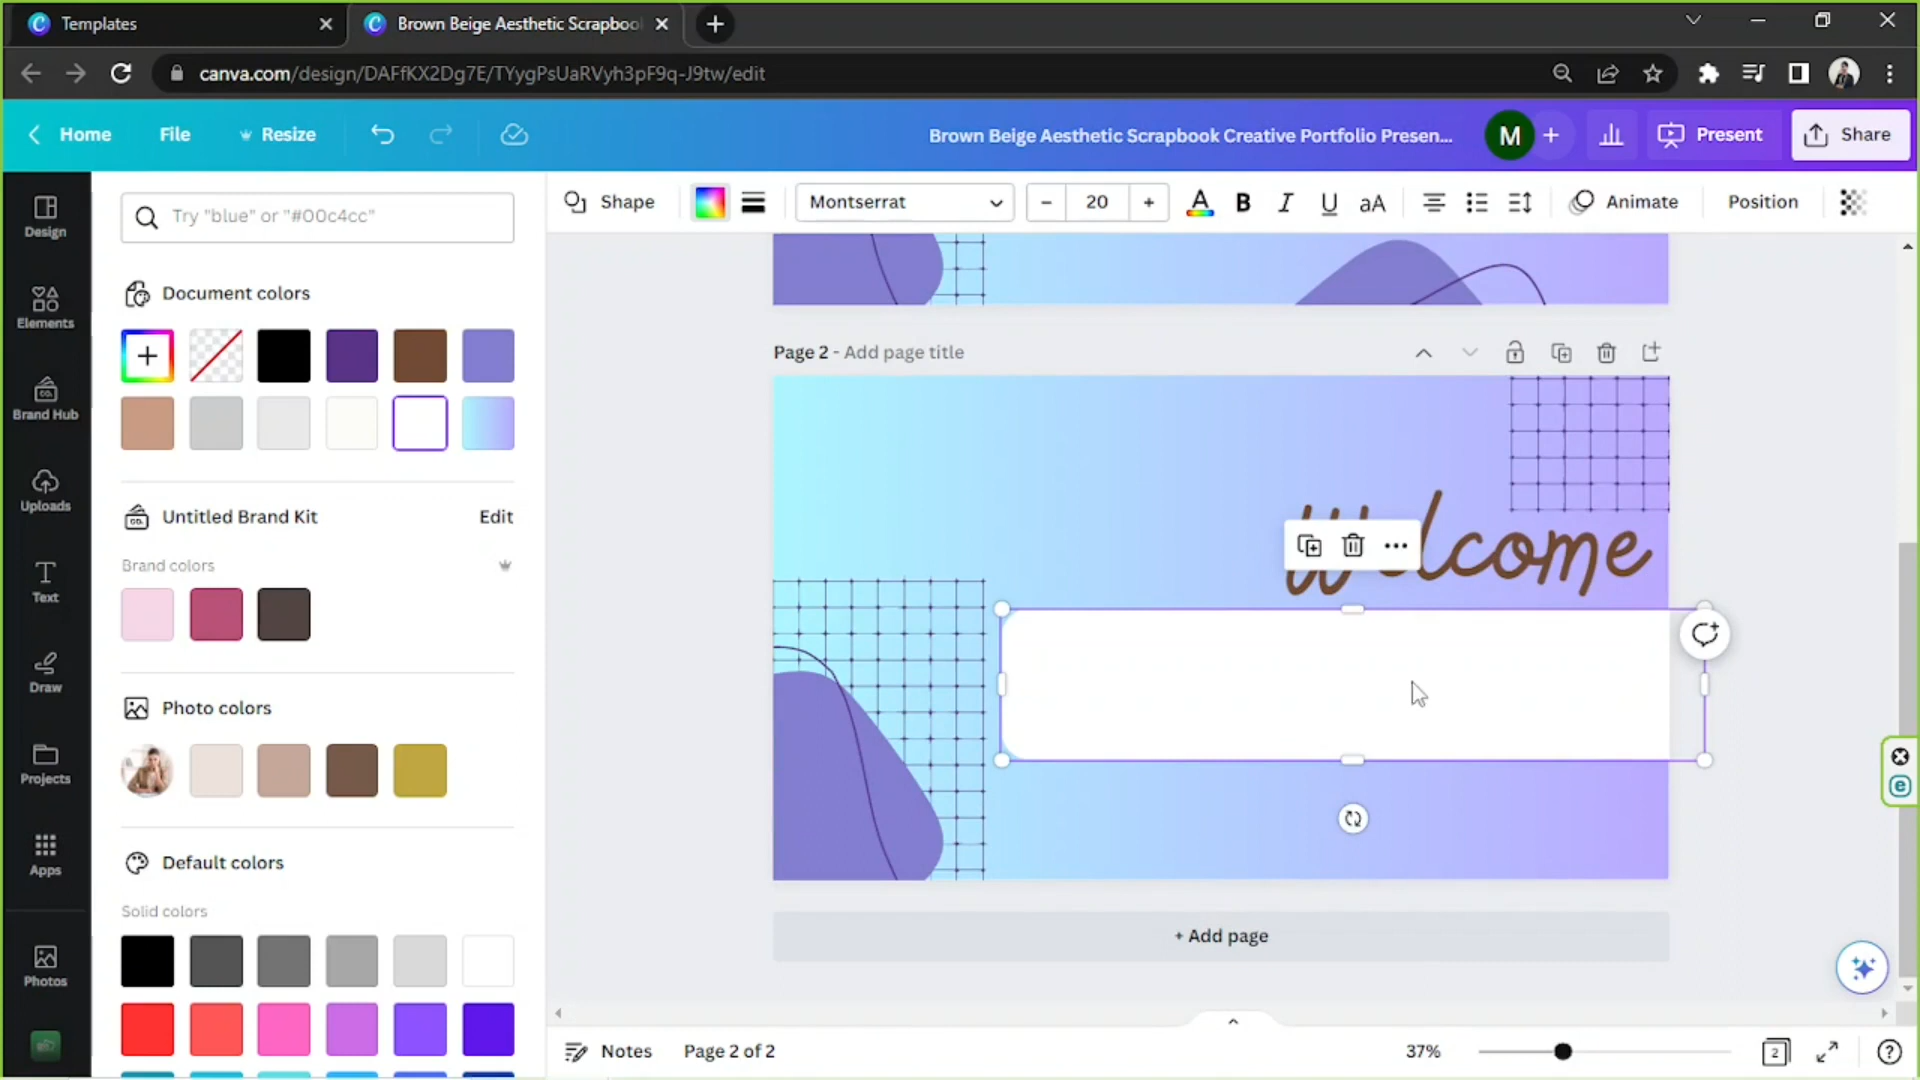 Templates
Brown Beige Aesthetic Scrapboo
canva.com/design/DAFfKX2Dg7E/TYygPsUaRVyh3pF9q-J9tw/edit
Home
File
Resize
Brown Beige Aesthetic Scrapbook Creative Portfolio Presen...
M
Present
Share
Design
Elements
Brand Hub
Uploads
Text
Draw
Projects
Apps
Photos
Try "blue" or "#00c4cc"
Document colors
Untitled Brand Kit
Edit
Brand colors
Photo colors
Default colors
Solid colors
Shape
Montserrat
- 20 +
A B I U aA
Animate
Position
Page 2 - Add page title
Welcome
+ Add page
Notes
Page 2 of 2
37%
2